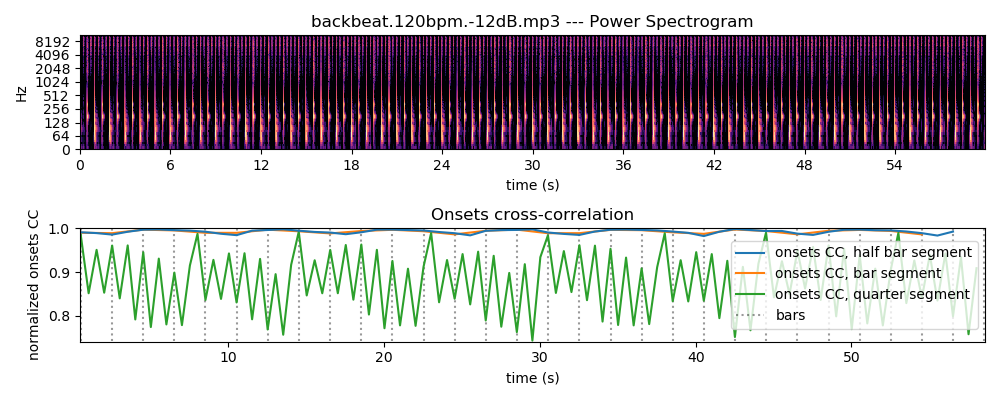 backbeat.120bpm.-12dB.mp3 --- Power Spectrogram
8192
4096
2048
1024
512
256
128
64
0
Hz
0 6 12 18 24 30 36 42 48 54
time (s)
Onsets cross-correlation
normalized onsets CC
1.0
0.9
0.8
onsets CC, half bar segment
onsets CC, bar segment
onsets CC, quarter segment
bars
10 20 30 40 50
time (s)